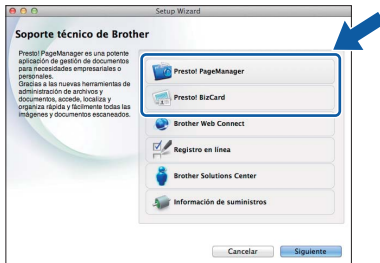 Setup Wizard
Soporte técnico de Brother
Presto! PageManager es una potente
aplicación de gestión de documentos
para necesidades empresariales o
personales.
Gracias a las nuevas herramientas de
administración de archivos y
documentos, accede, localiza y
organiza rápida y fácilmente todas las
imágenes y documentos escaneados.
Presto! PageManager
Presto! BizCard
Brother Web Connect
Registro en línea
Brother Solutions Center
Información de suministros
Cancelar
Siguiente